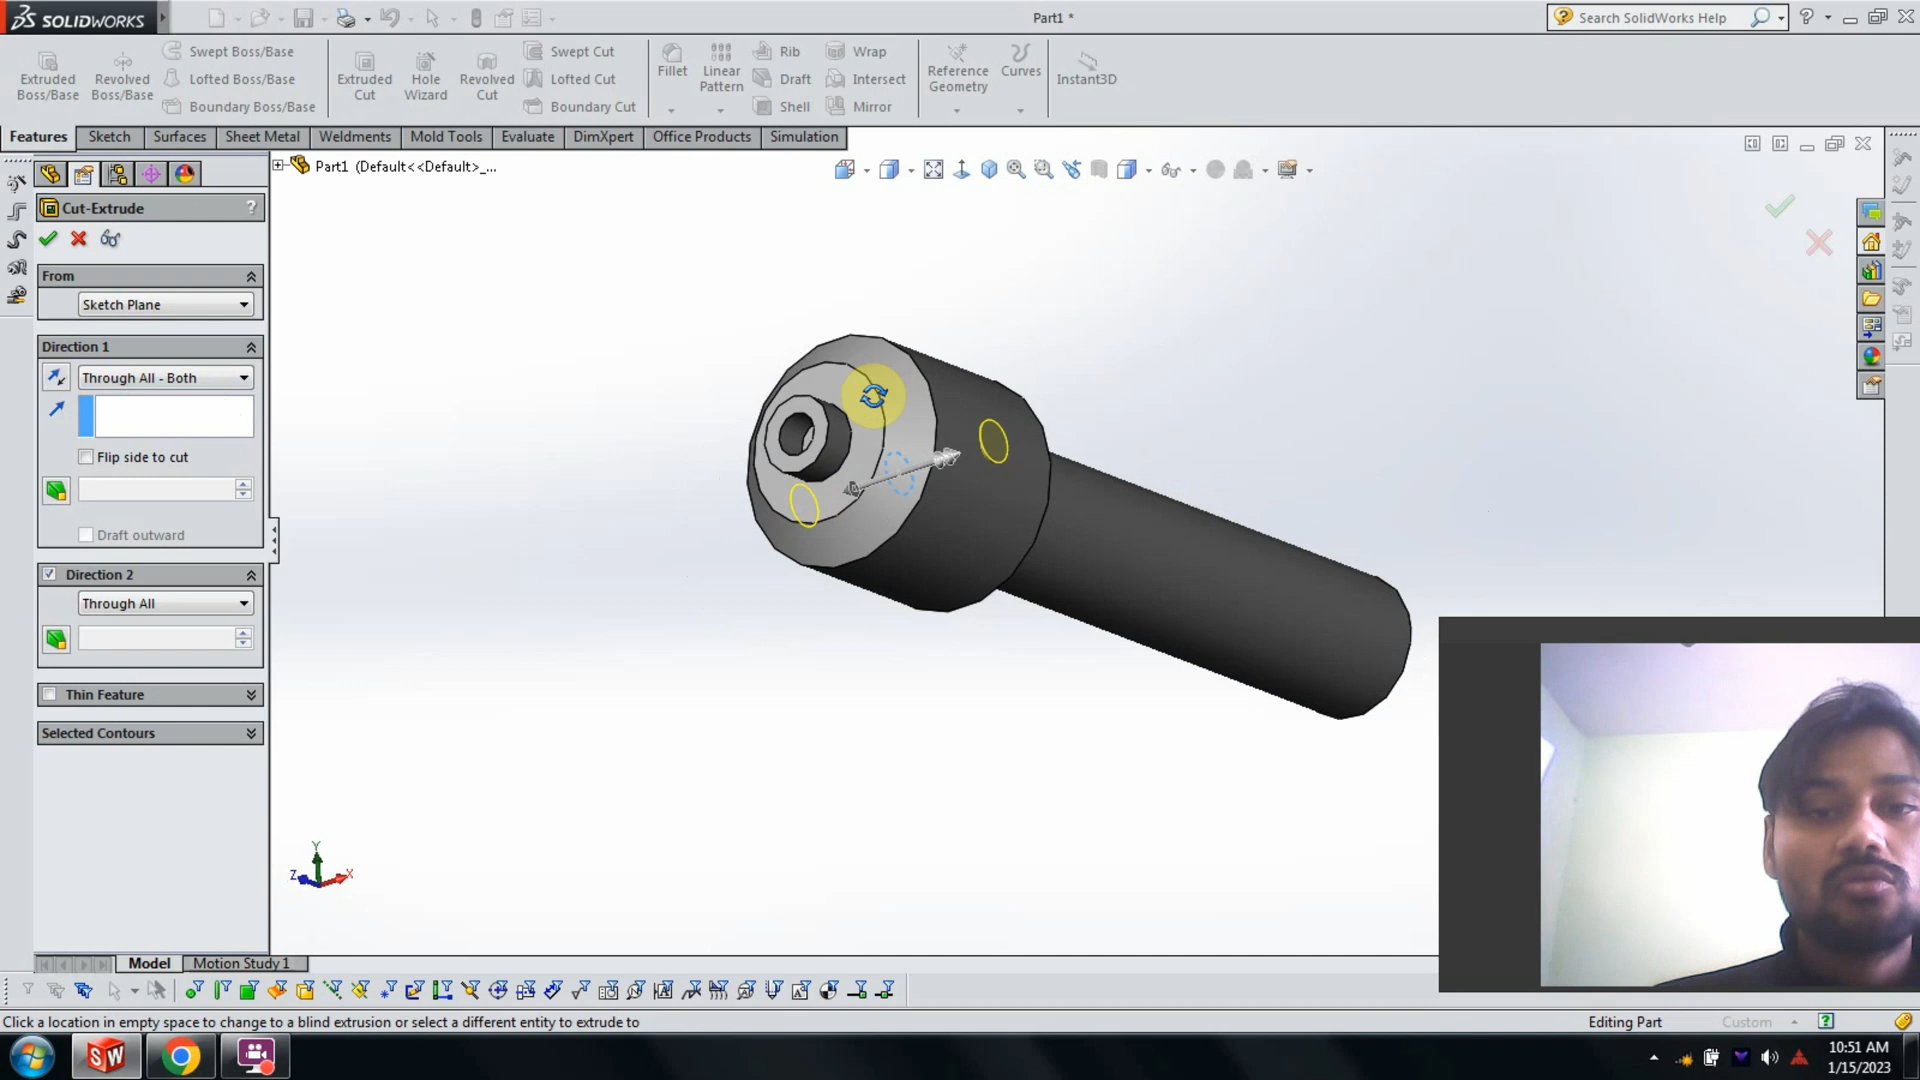 SOLIDWORKS
Part1 *
Search SolidWorks Help
Extruded Boss/Base
Revolved Boss/Base
Swept Boss/Base
Lofted Boss/Base
Boundary Boss/Base
Extruded Cut
Hole Wizard
Revolved Cut
Swept Cut
Lofted Cut
Boundary Cut
Fillet
Linear Pattern
Rib
Draft
Shell
Wrap
Intersect
Mirror
Reference Geometry
Curves
Instant3D
Features Sketch Surfaces Sheet Metal Weldments Mold Tools Evaluate DimXpert Office Products Simulation
Part1 (Default<<Default>_...
Cut-Extrude ?
From
Sketch Plane
Direction 1
Through All - Both
Flip side to cut
Draft outward
Direction 2
Through All
Thin Feature
Selected Contours
Y
Z X
Model Motion Study 1
Click a location in empty space to change to a blind extrusion or select a different entity to extrude to
Editing Part Custom
SW
10:51 AM
1/15/2023